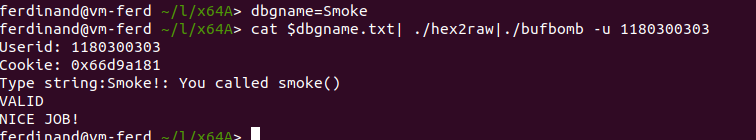 ferdinand@vm-ferd ~/l/x64A> dbgname=Smoke
ferdinand@vm-ferd ~/l/x64A> cat $dbgname.txt| ./hex2raw|./bufbomb -u 1180300303
Userid: 1180300303
Cookie: 0x66d9a181
Type string:Smoke!: You called smoke()
VALID
NICE JOB!
ferdinand@vm-ferd ~/l/x64A>